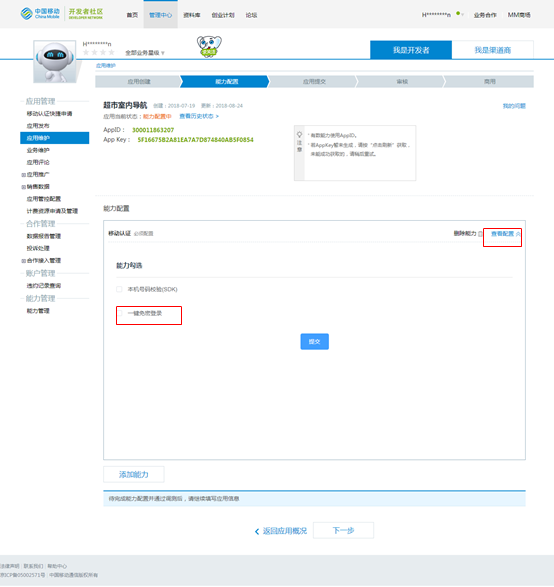 中国移动 China Mobile 开发者社区 DEVELOPER NETWORK 首页 管理中心 资料库 创业计划 论坛 H********n 业务合作 MM商场
H********n
全部业务星级
我是开发者 我是渠道商
应用维护
应用创建 能力配置 应用提交 审核 商用
应用管理
移动认证快捷申请
应用发布
应用维护
业务维护
应用评论
应用推广
销售数据
应用管控配置
计费资源申请及管理
合作管理
数据报告管理
投诉处理
合作接入管理
账户管理
违约记录查询
能力管理
能力管理
超市室内导航 创建：2018-07-19 更新：2018-08-24 我的问题
应用当前状态：能力配置中 查看历史状态 >
AppID： 300011863207
App Key： 5F16675B2A81EA7A7D874840AB5F0854
注意
* 有勾能力使用AppID。
* 若AppKey暂未生成，请按“点击刷新”获取，
未能成功获取的，请稍后重试。
能力配置
移动认证 必须配置 删除能力 查看配置
能力勾选
本机号码校验(SDK)
一键免密登录
提交
添加能力
待完成能力配置并通过调测后，请继续填写应用信息
返回应用概况 下一步
法律声明 | 联系我们 | 帮助中心
京ICP备05002571号 | 中国移动通信版权所有